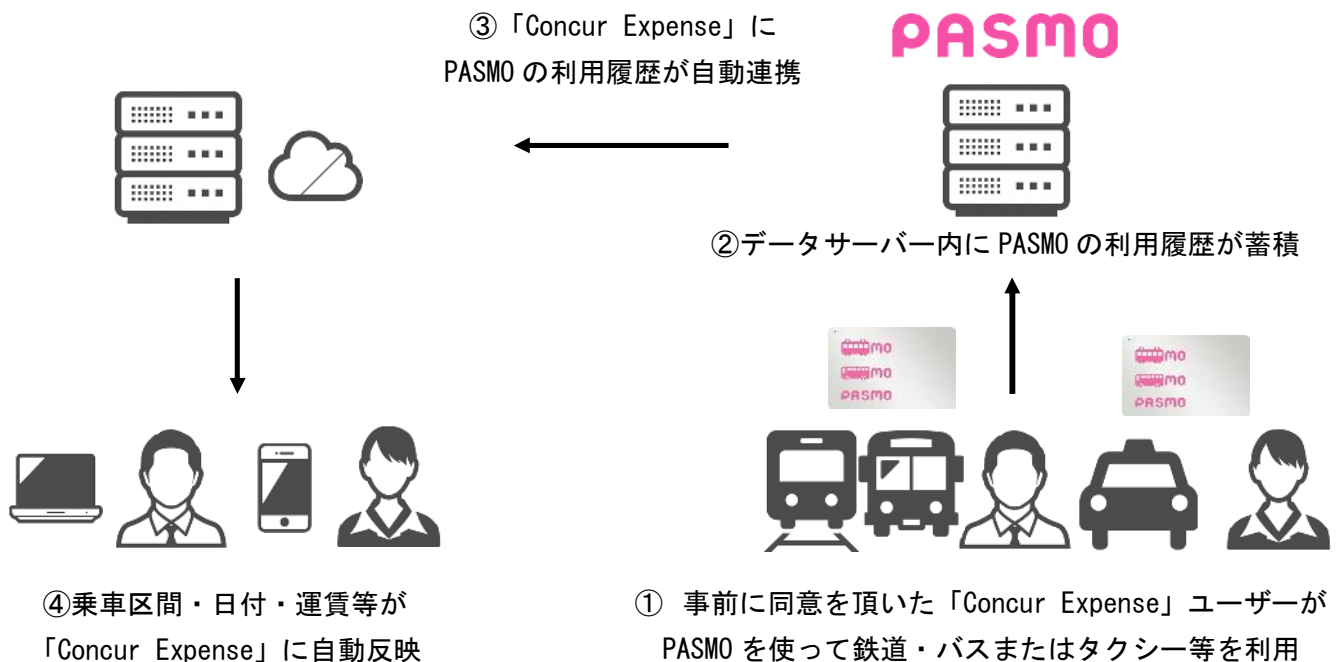 ③「Concur Expense」に
PASMOの利用履歴が自動連携
PASMO
②データサーバー内にPASMOの利用履歴が蓄積
mo
mo
PASMO
mo
mo
PASMO
④乗車区間・日付・運賃等が
「Concur Expense」に自動反映
① 事前に同意を頂いた「Concur Expense」ユーザーが
PASMOを使って鉄道・バスまたはタクシー等を利用